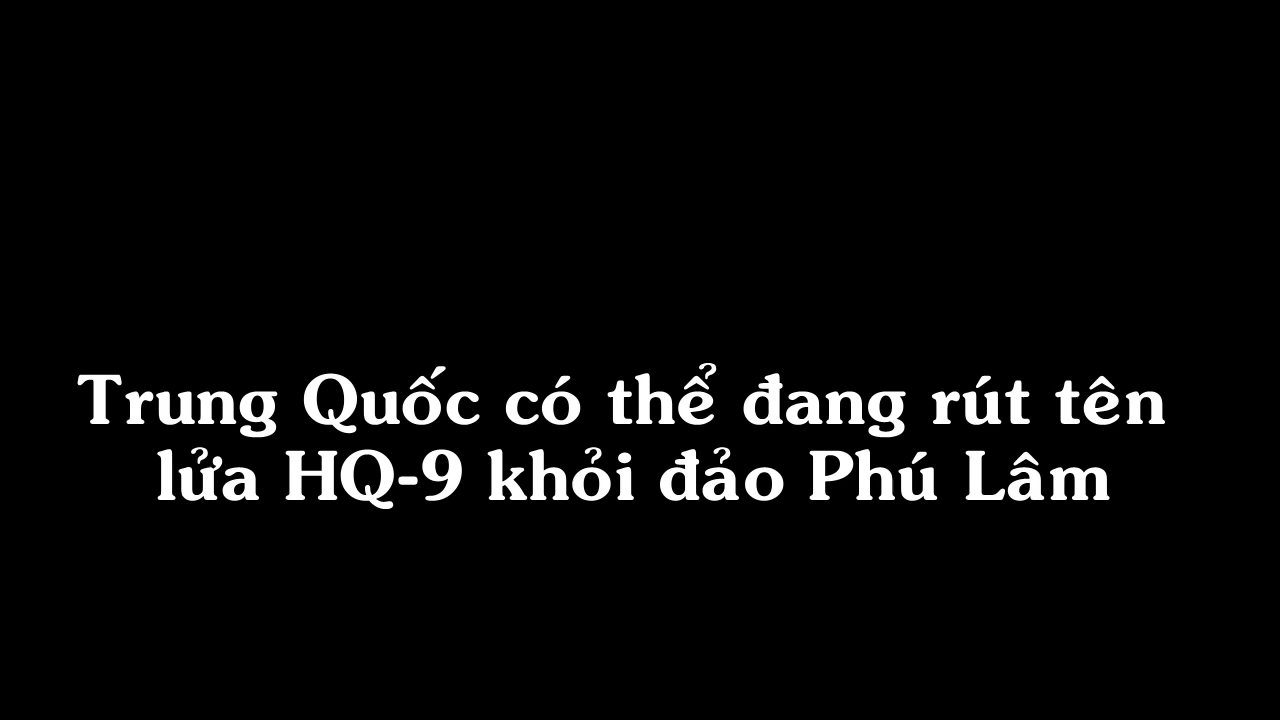 Trung Quốc có thể đang rút tên
lửa HQ-9 khỏi đảo Phú Lâm